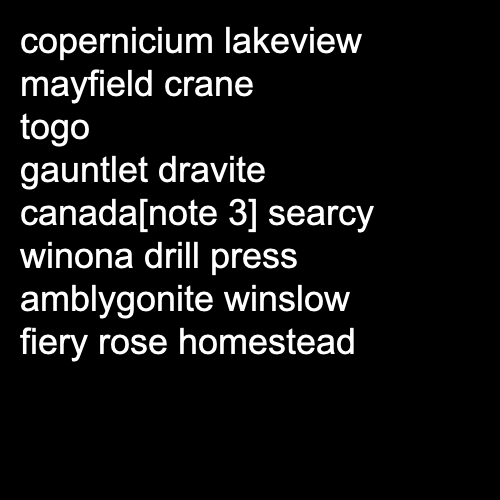 copernicium lakeview
mayfield crane
togo
gauntlet dravite
canada[note 3] searcy
winona drill press
amblygonite winslow
fiery rose homestead